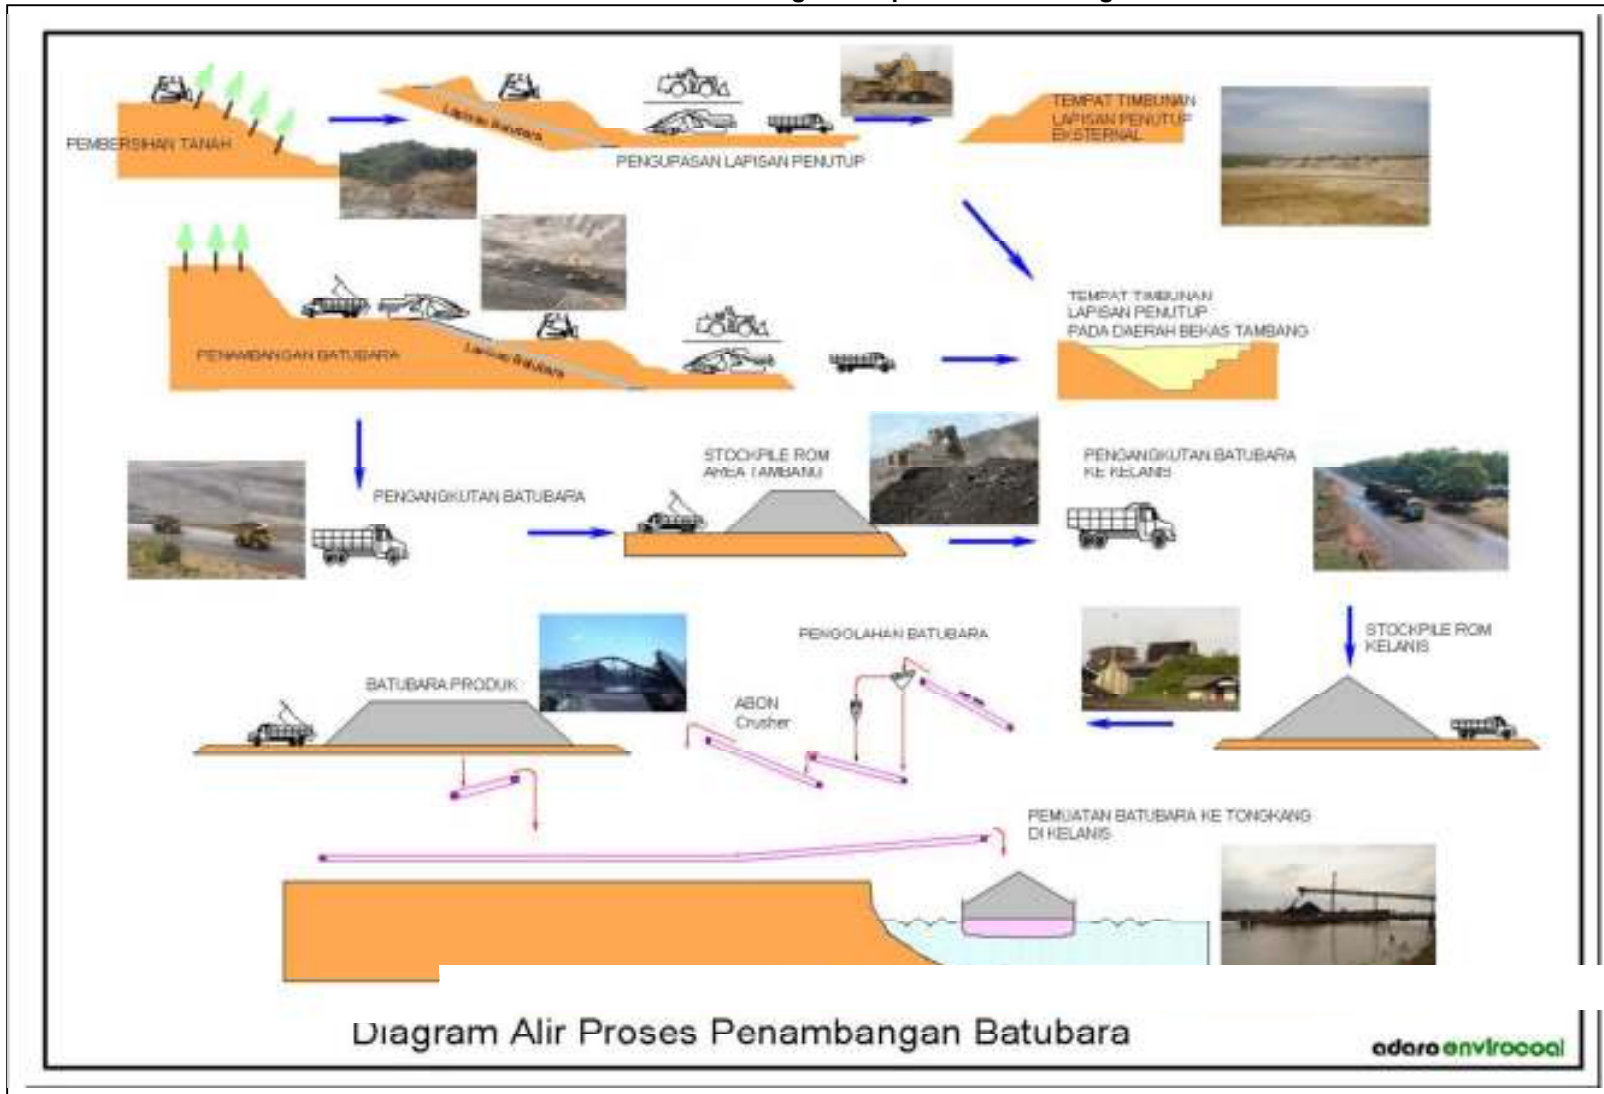 PEMBERSIHAN TANAH
Lapisan Batubara
PENGUPASAN LAPISAN PENUTUP
TEMPAT TIMBUNAN
LAPISAN PENUTUP
EKSTERNAL
PENAMBANGAN BATUBARA
Lapisan Batubara
TEMPAT TIMBUNAN
LAPISAN PENUTUP
PADA DAERAH BEKAS TAMBANG
PENGANGKUTAN BATUBARA
STOCKPILE ROM
AREA TAMBANG
PENGANGKUTAN BATUBARA
KE KELANIS
STOCKPILE ROM
KELANIS
PENGOLAHAN BATUBARA
ABON
Crusher
BATUBARA PRODUK
PEMUATAN BATUBARA KE TONGKANG
DI KELANIS
Diagram Alir Proses Penambangan Batubara
adaro envirocoal